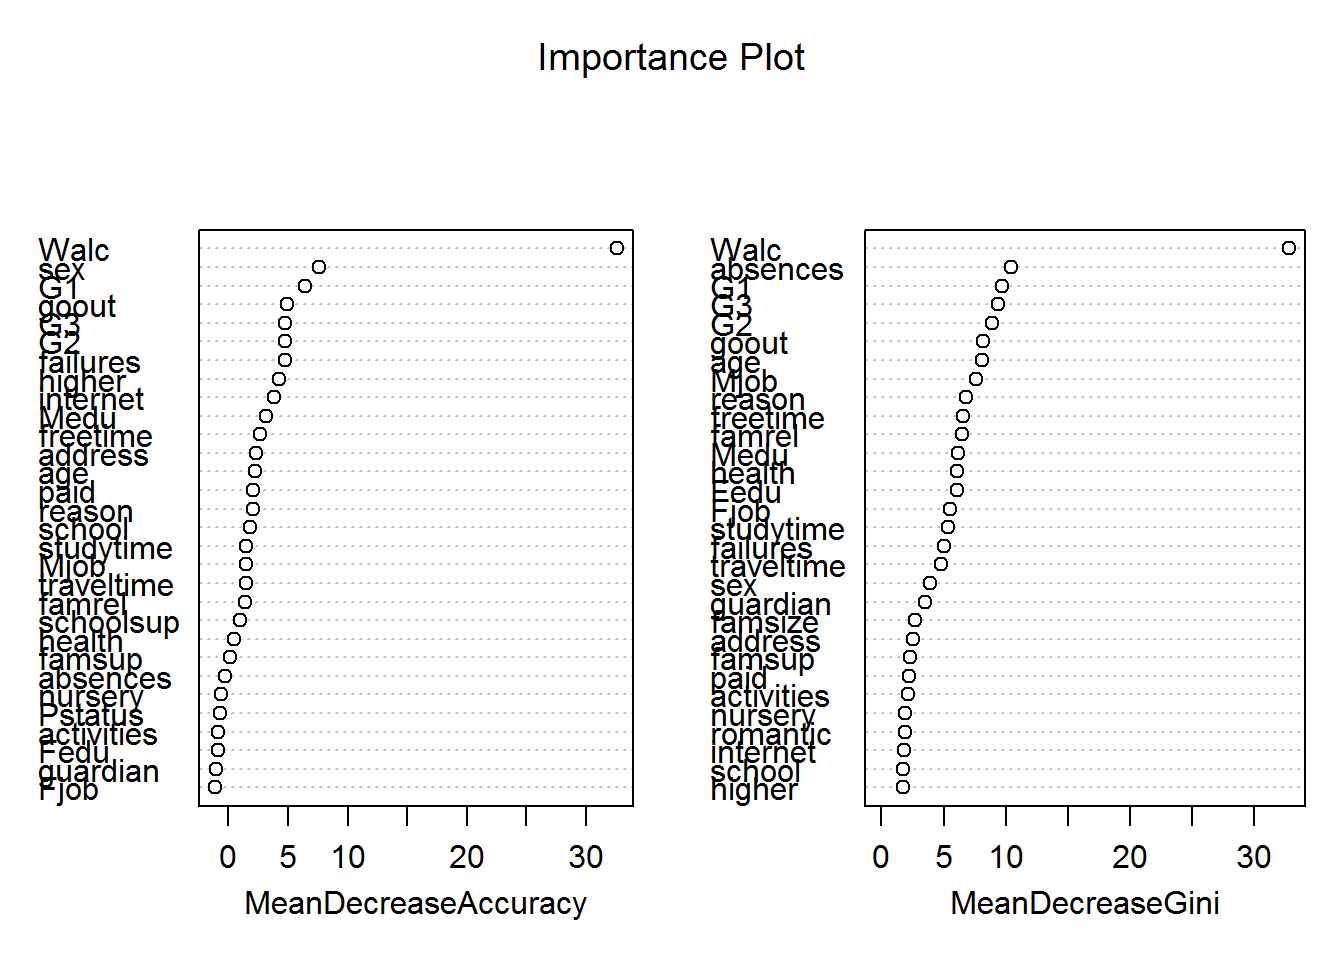 Importance Plot
Walc
sex
G1
goout
G3
G2
failures
higher
internet
Medu
freetime
address
age
paid
reason
school
studytime
Mjob
traveltime
famrel
schoolsup
health
famsup
absences
nursery
Pstatus
activities
Fedu
guardian
Fjob
0 5 10 20 30
MeanDecreaseAccuracy
Walc
absences
G1
G3
G2
goout
age
Mjob
reason
freetime
famrel
Medu
health
Fedu
Fjob
studytime
failures
traveltime
sex
guardian
famsize
address
famsup
paid
activities
nursery
romantic
internet
school
higher
0 5 10 20 30
MeanDecreaseGini